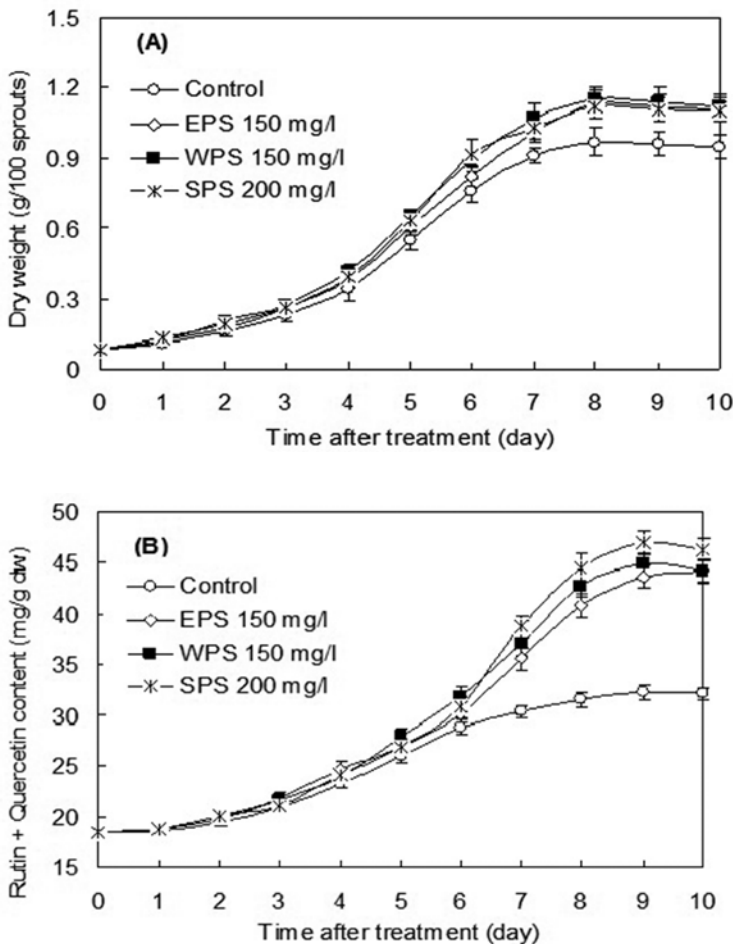 1.5
(A)
Control
EPS 150 mg/l
WPS 150 mg/l
SPS 200 mg/l
1.2
0.9
0.6
0.3
0
Dry weight (g/100 sprouts)
0 1 2 3 4 5 6 7 8 9 10
Time after treatment (day)
50
(B)
Control
EPS 150 mg/l
WPS 150 mg/l
SPS 200 mg/l
45
40
35
30
25
20
15
Rutin + Quercetin content (mg/g dw)
0 1 2 3 4 5 6 7 8 9 10
Time after treatment (day)